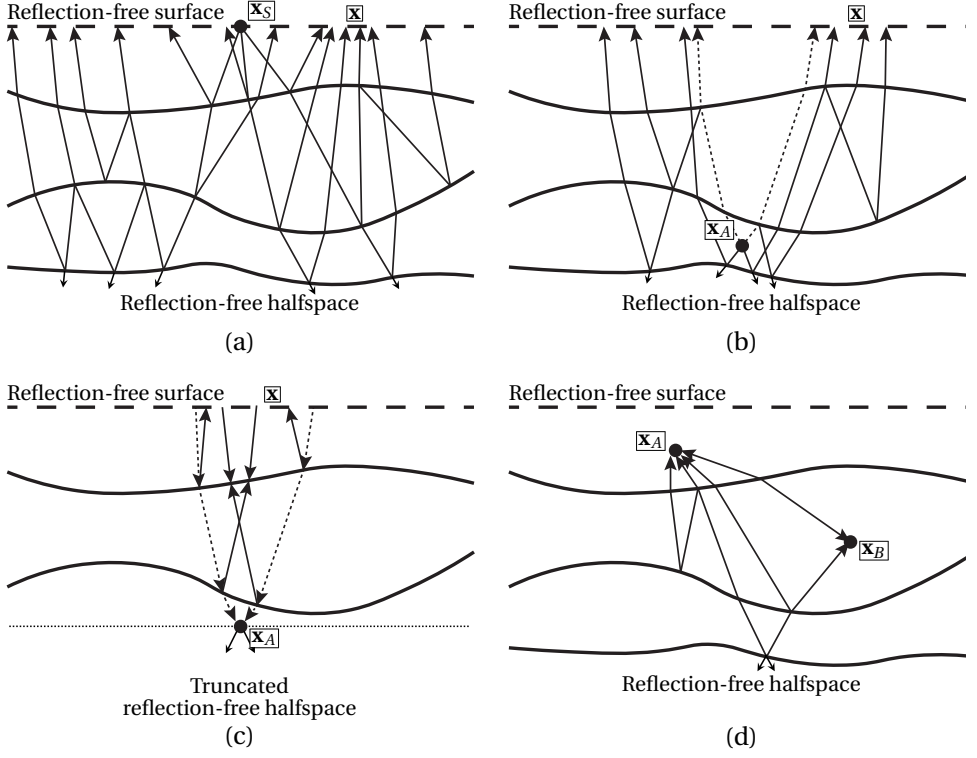 Reflection-free surface
x_S
x
Reflection-free halfspace
(a)
Reflection-free surface
x
x_A
Reflection-free halfspace
(b)
Reflection-free surface
x
x_A
Truncated
reflection-free halfspace
(c)
Reflection-free surface
x_A
x_B
Reflection-free halfspace
(d)